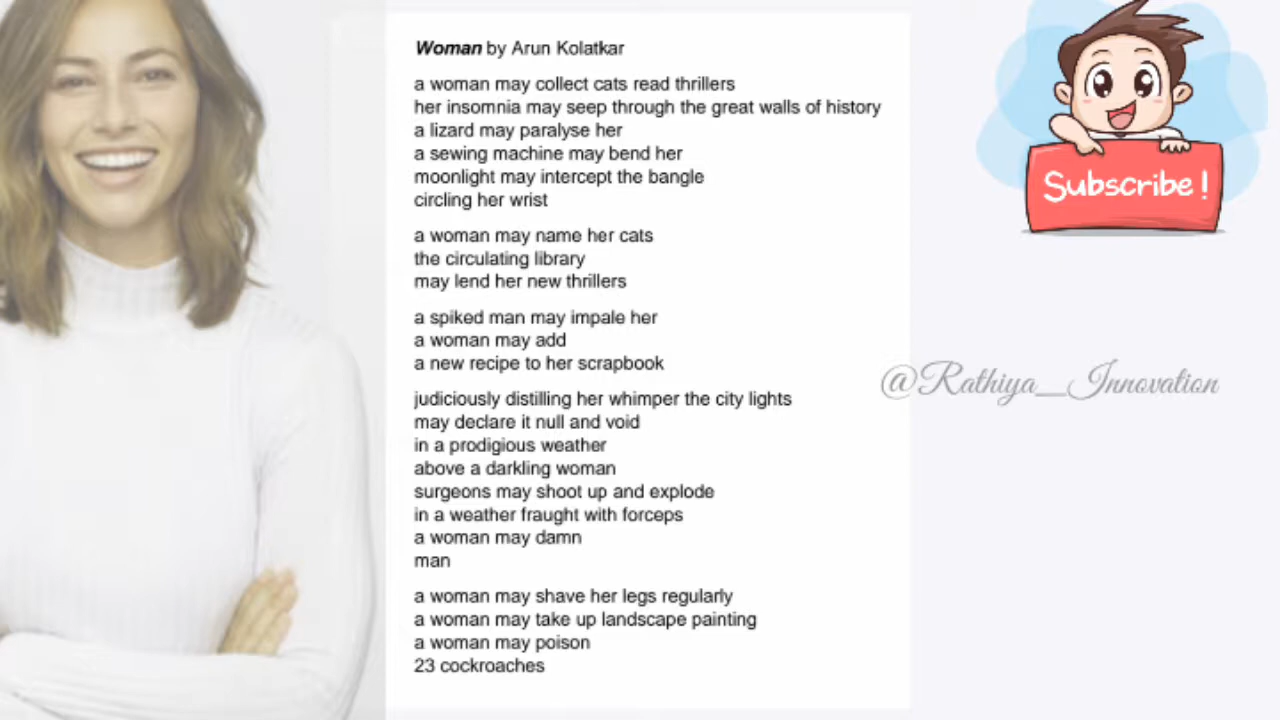 Woman by Arun Kolatkar
a woman may collect cats read thrillers
her insomnia may seep through the great walls of history
a lizard may paralyse her
a sewing machine may bend her
moonlight may intercept the bangle
circling her wrist
a woman may name her cats
the circulating library
may lend her new thrillers
a spiked man may impale her
a woman may add
a new recipe to her scrapbook
judiciously distilling her whimper the city lights
may declare it null and void
in a prodigious weather
above a darkling woman
surgeons may shoot up and explode
in a weather fraught with forceps
a woman may damn
man
a woman may shave her legs regularly
a woman may take up landscape painting
a woman may poison
23 cockroaches
Subscribe!
@Rathiya__Innovation